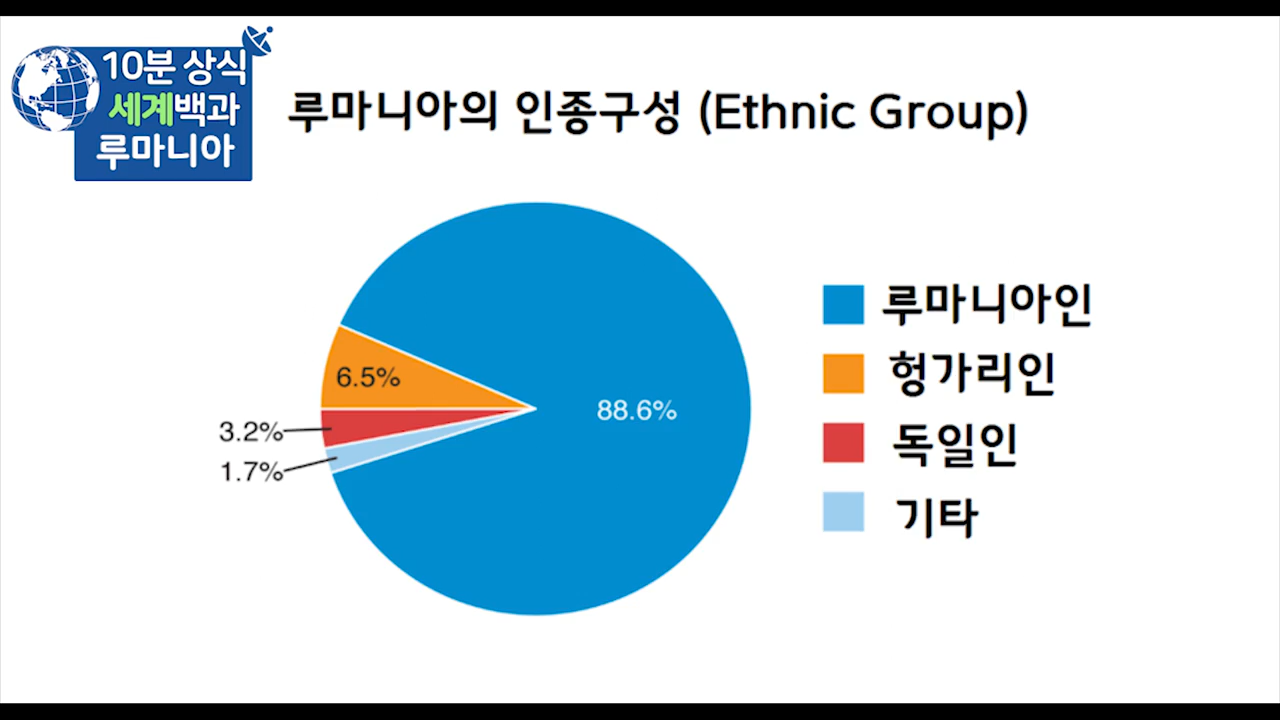 10분 상식
세계백과
루마니아
루마니아의 인종구성 (Ethnic Group)
6.5%
88.6%
3.2%
1.7%
루마니아인
헝가리인
독일인
기타